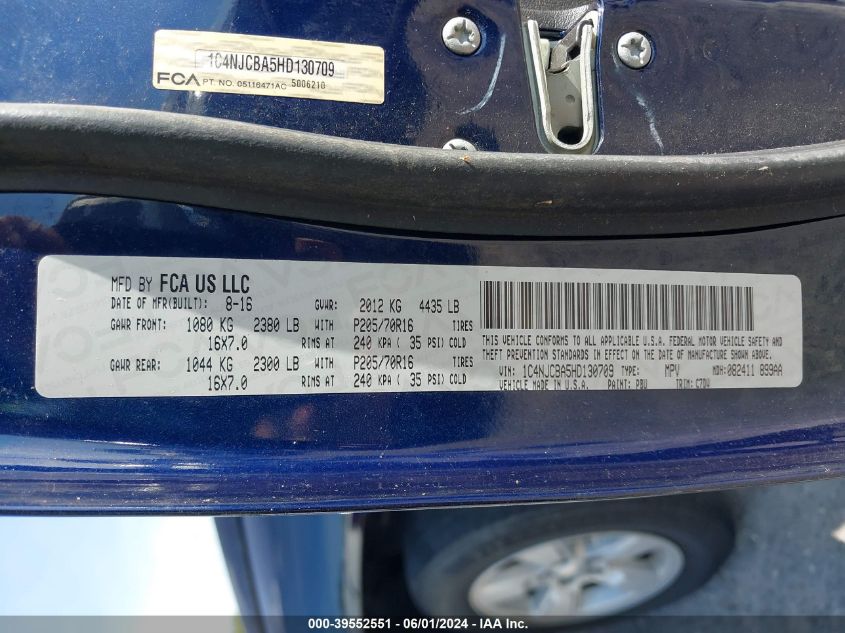 1C4NJCBA5HD130709
FCA PT NO. 05116471AC 5006210
MFD BY FCA US LLC
DATE OF MFR(BUILT): 8-16 GVWR: 2012 KG 4435 LB
GAWR FRONT: 1080 KG 2380 LB WITH P205/70R16 TIRES
16X7.0 RIMS AT 240 KPA ( 35 PSI) COLD
GAWR REAR: 1044 KG 2300 LB WITH P205/70R16 TIRES
16X7.0 RIMS AT 240 KPA ( 35 PSI) COLD
THIS VEHICLE CONFORMS TO ALL APPLICABLE U.S.A. FEDERAL MOTOR VEHICLE SAFETY AND
THEFT PREVENTION STANDARDS IN EFFECT ON THE DATE OF MANUFACTURE SHOWN ABOVE.
VIN: 1C4NJCBA5HD130709 TYPE: MPV MDH: 082411 899AA
VEHICLE MADE IN U.S.A. PAINT: PBU TRIM: C7DV
000-39552551 - 06/01/2024 - IAA Inc.